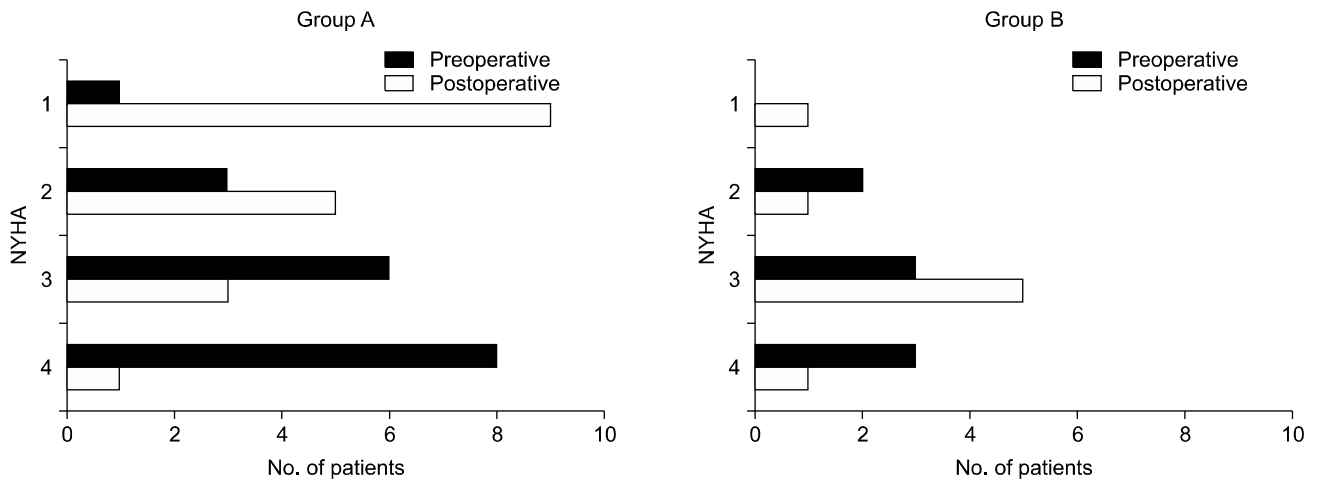 Group A
Preoperative
Postoperative
NYHA
1
2
3
4
0 2 4 6 8 10
No. of patients
Group B
Preoperative
Postoperative
NYHA
1
2
3
4
0 2 4 6 8 10
No. of patients